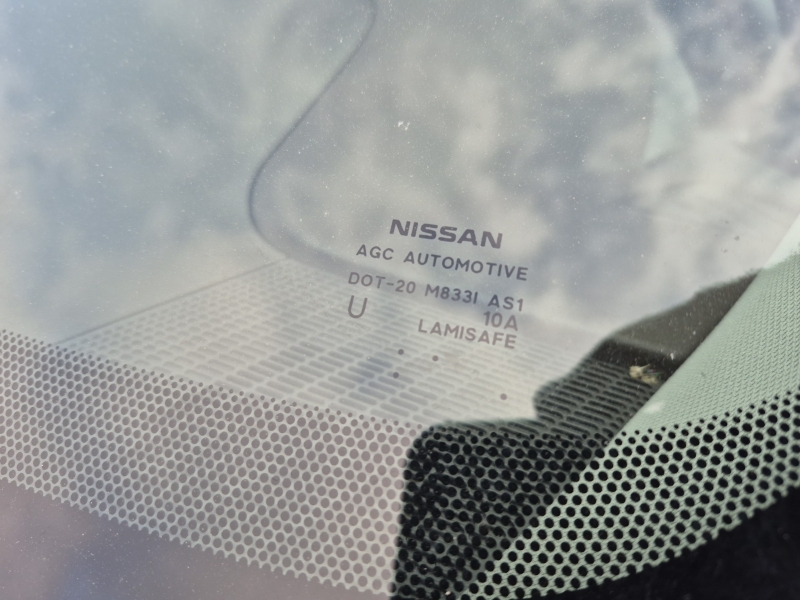 NISSAN
AGC AUTOMOTIVE
DOT-20 M833I AS1
U 10A
LAMISAFE